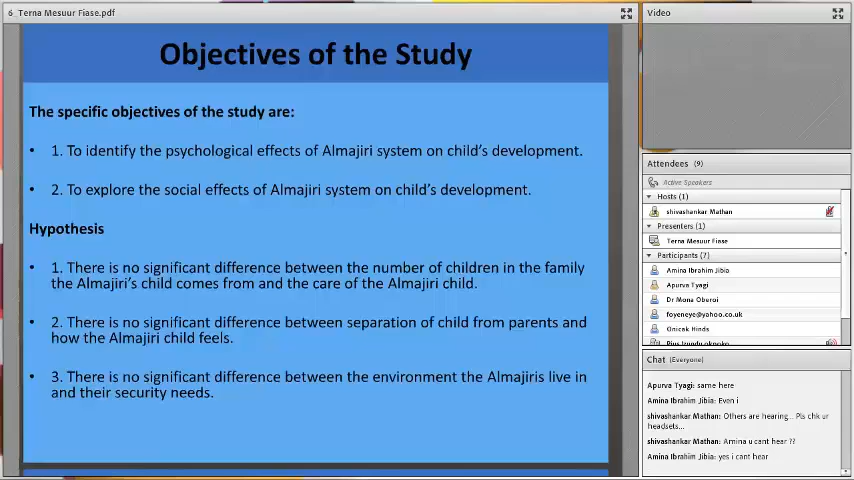 6_Terna Mesuur Fiase.pdf
Objectives of the Study
The specific objectives of the study are:
• 1. To identify the psychological effects of Almajiri system on child's development.
• 2. To explore the social effects of Almajiri system on child's development.
Hypothesis
• 1. There is no significant difference between the number of children in the family
the Almajiri's child comes from and the care of the Almajiri child.
• 2. There is no significant difference between separation of child from parents and
how the Almajiri child feels.
• 3. There is no significant difference between the environment the Almajiris live in
and their security needs.
Video
Attendees (9)
Active Speakers
Hosts (1)
shivashankar Mathan
Presenters (1)
Terna Mesuur Fiase
Participants (7)
Amina Ibrahim Jibia
Apurva Tyagi
Dr Mona Oberoi
foyeneye@yahoo.co.uk
Onicak Hinds
Chat (Everyone)
Apurva Tyagi: same here
Amina Ibrahim Jibia: Even i
shivashankar Mathan: Others are hearing... Pls chk ur
headsets...
shivashankar Mathan: Amina u cant hear ??
Amina Ibrahim Jibia: yes i cant hear